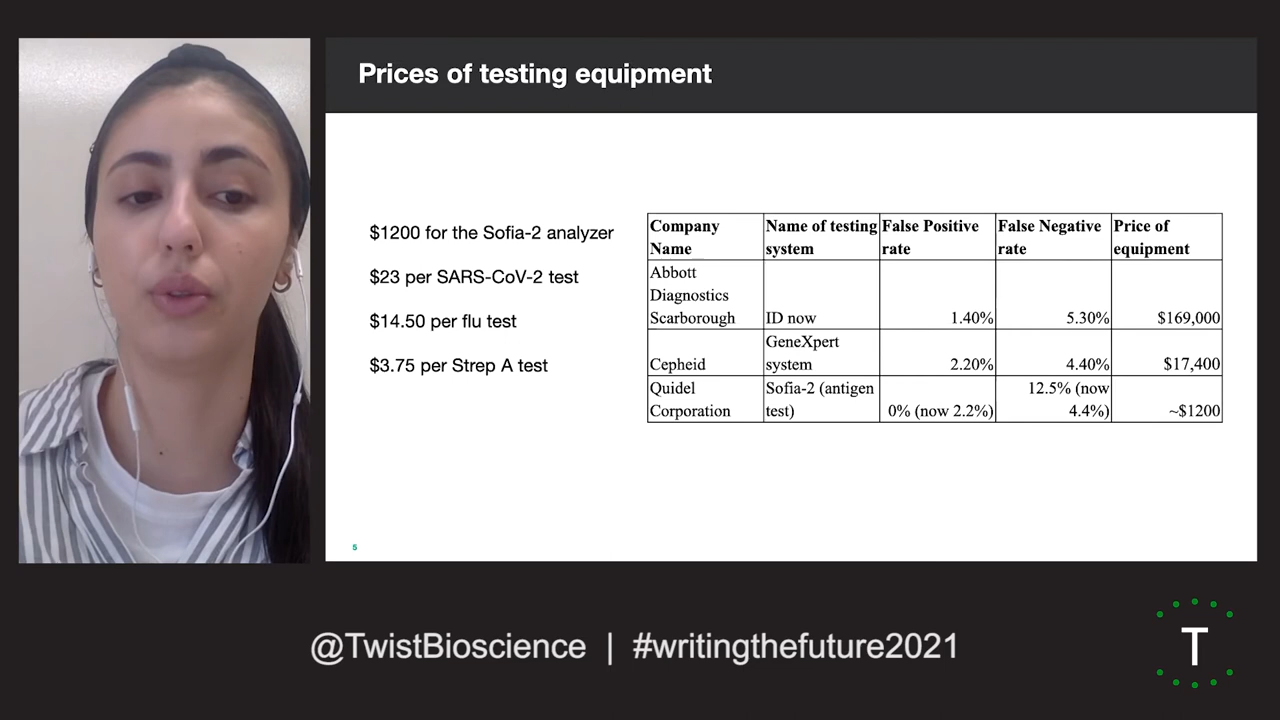 Prices of testing equipment
$1200 for the Sofia-2 analyzer
$23 per SARS-CoV-2 test
$14.50 per flu test
$3.75 per Strep A test
Company Name | Name of testing system | False Positive rate | False Negative rate | Price of equipment
Abbott Diagnostics Scarborough | ID now | 1.40% | 5.30% | $169,000
Cepheid | GeneXpert system | 2.20% | 4.40% | $17,400
Quidel Corporation | Sofia-2 (antigen test) | 0% (now 2.2%) | 12.5% (now 4.4%) | ~$1200
5
@TwistBioscience | #writingthefuture2021
T